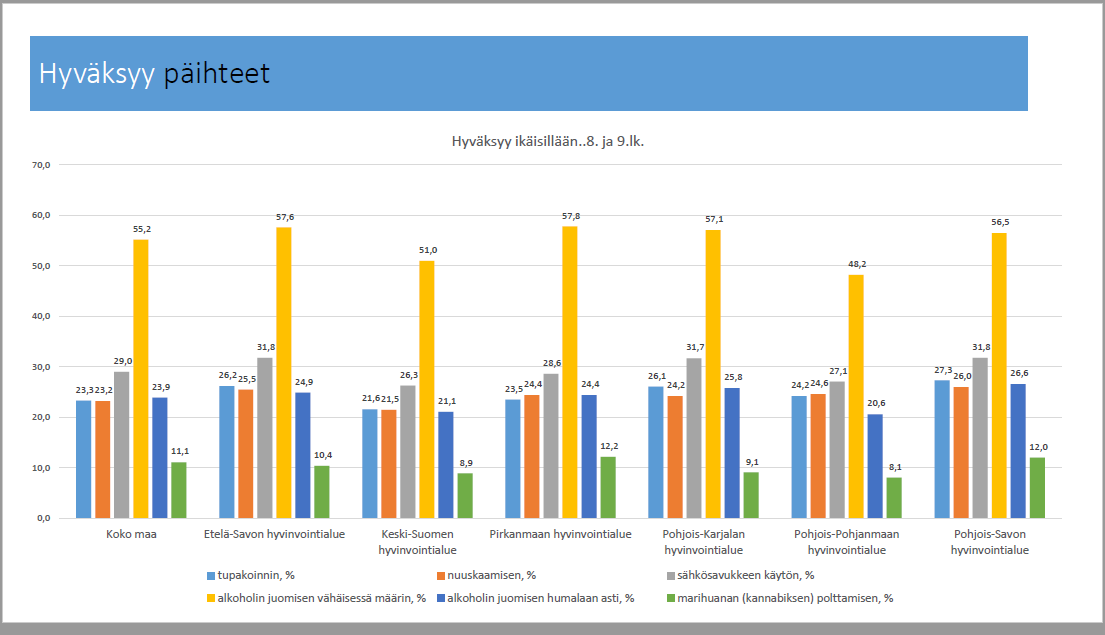 Hyväksyy päihteet
Hyväksyy ikäisillään..8. ja 9.lk.
70,0
60,0
50,0
40,0
30,0
20,0
10,0
0,0
23,3 23,2 29,0 55,2 23,9 11,1
26,2 25,5 31,8 57,6 24,9 10,4
21,6 21,5 26,3 51,0 21,1 8,9
23,5 24,4 28,6 57,8 24,4 12,2
26,1 24,2 31,7 57,1 25,8 9,1
24,2 24,6 27,1 48,2 20,6 8,1
27,3 26,0 31,8 56,5 26,6 12,0
Koko maa
Etelä-Savon hyvinvointialue
Keski-Suomen
hyvinvointialue
Pirkanmaan hyvinvointialue
Pohjois-Karjalan
hyvinvointialue
Pohjois-Pohjanmaan
hyvinvointialue
Pohjois-Savon
hyvinvointialue
tupakoinnin, %
nuuskaamisen, %
sähkösavukkeen käytön, %
alkoholin juomisen vähäisessä määrin, %
alkoholin juomisen humalaan asti, %
marihuanan (kannabiksen) polttamisen, %